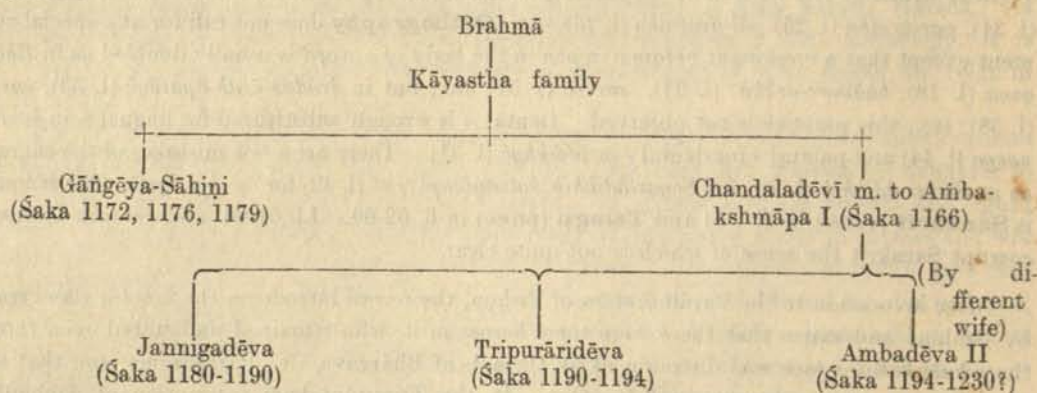 Brahmā
Kāyastha family
Gāṅgēya-Sāhiṇi
(Śaka 1172, 1176, 1179)
Chandaladēvī m. to Aṁba-
kshmāpa I (Śaka 1166)
(By di-
fferent
wife)
Jannigadēva
(Śaka 1180-1190)
Tripurāridēva
(Śaka 1190-1194)
Ambadēva II
(Śaka 1194-1230?)